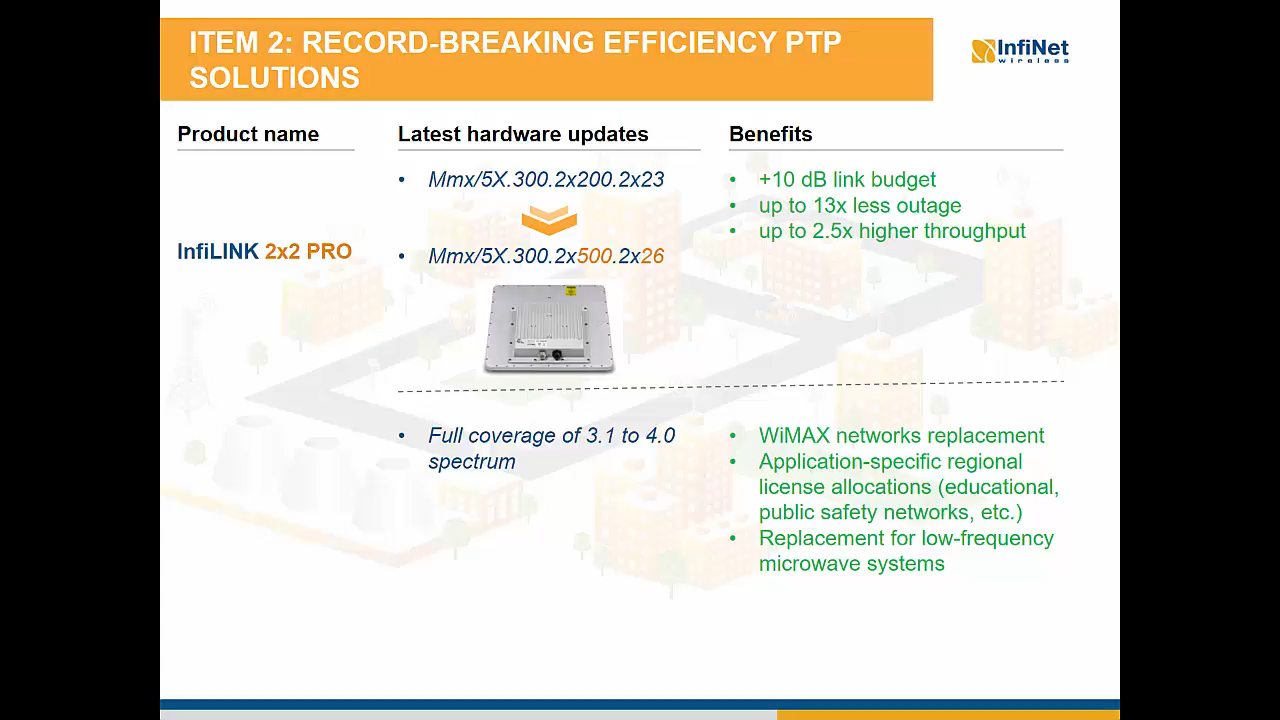 ITEM 2: RECORD-BREAKING EFFICIENCY PTP
SOLUTIONS
InfiNet
wireless
Product name
Latest hardware updates
Benefits
InfiLINK 2x2 PRO
• Mmx/5X.300.2x200.2x23
• Mmx/5X.300.2x500.2x26
• +10 dB link budget
• up to 13x less outage
• up to 2.5x higher throughput
• Full coverage of 3.1 to 4.0
spectrum
• WiMAX networks replacement
• Application-specific regional
license allocations (educational,
public safety networks, etc.)
• Replacement for low-frequency
microwave systems